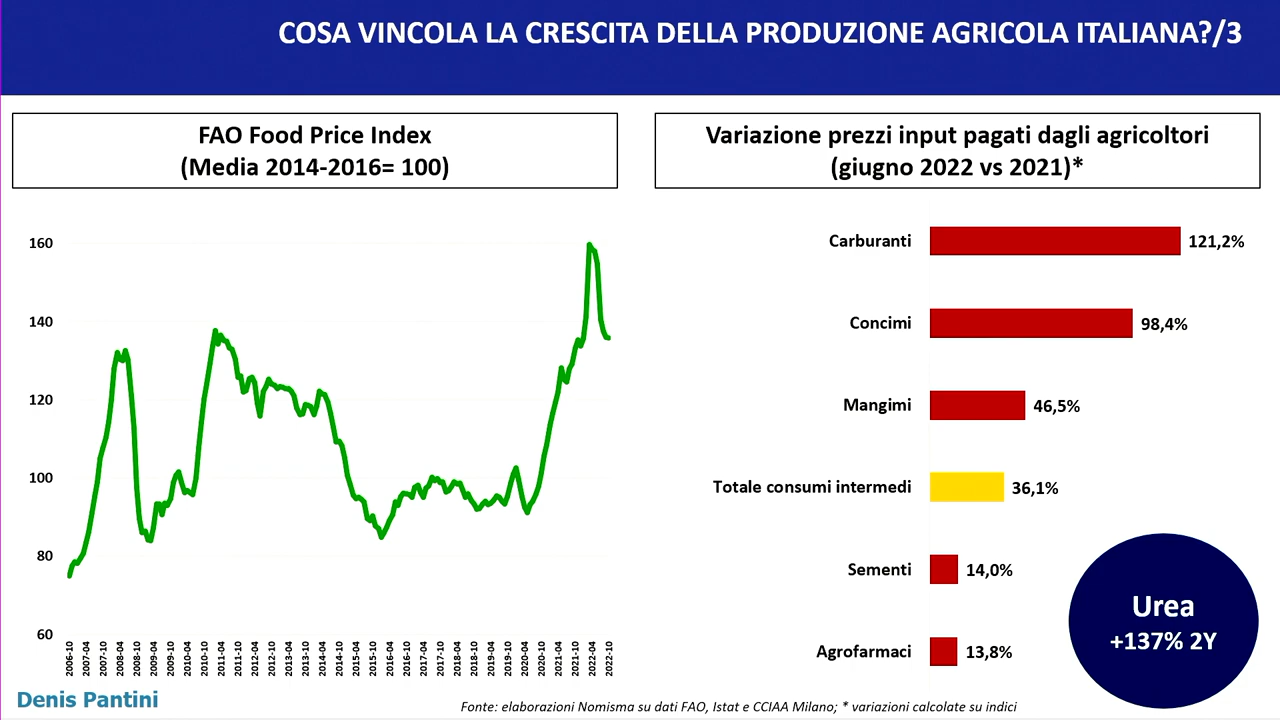 COSA VINCOLA LA CRESCITA DELLA PRODUZIONE AGRICOLA ITALIANA?/3
FAO Food Price Index
(Media 2014-2016= 100)
160
140
120
100
80
60
2006-10
2007-04
2007-10
2008-04
2008-10
2009-04
2009-10
2010-04
2010-10
2011-04
2011-10
2012-04
2012-10
2013-04
2013-10
2014-04
2014-10
2015-04
2015-10
2016-04
2016-10
2017-04
2017-10
2018-04
2018-10
2019-04
2019-10
2020-04
2020-10
2021-04
2021-10
2022-04
2022-10
Variazione prezzi input pagati dagli agricoltori
(giugno 2022 vs 2021)*
Carburanti 121,2%
Concimi 98,4%
Mangimi 46,5%
Totale consumi intermedi 36,1%
Sementi 14,0%
Agrofarmaci 13,8%
Urea
+137% 2Y
Denis Pantini
Fonte: elaborazioni Nomisma su dati FAO, Istat e CCIAA Milano; * variazioni calcolate su indici